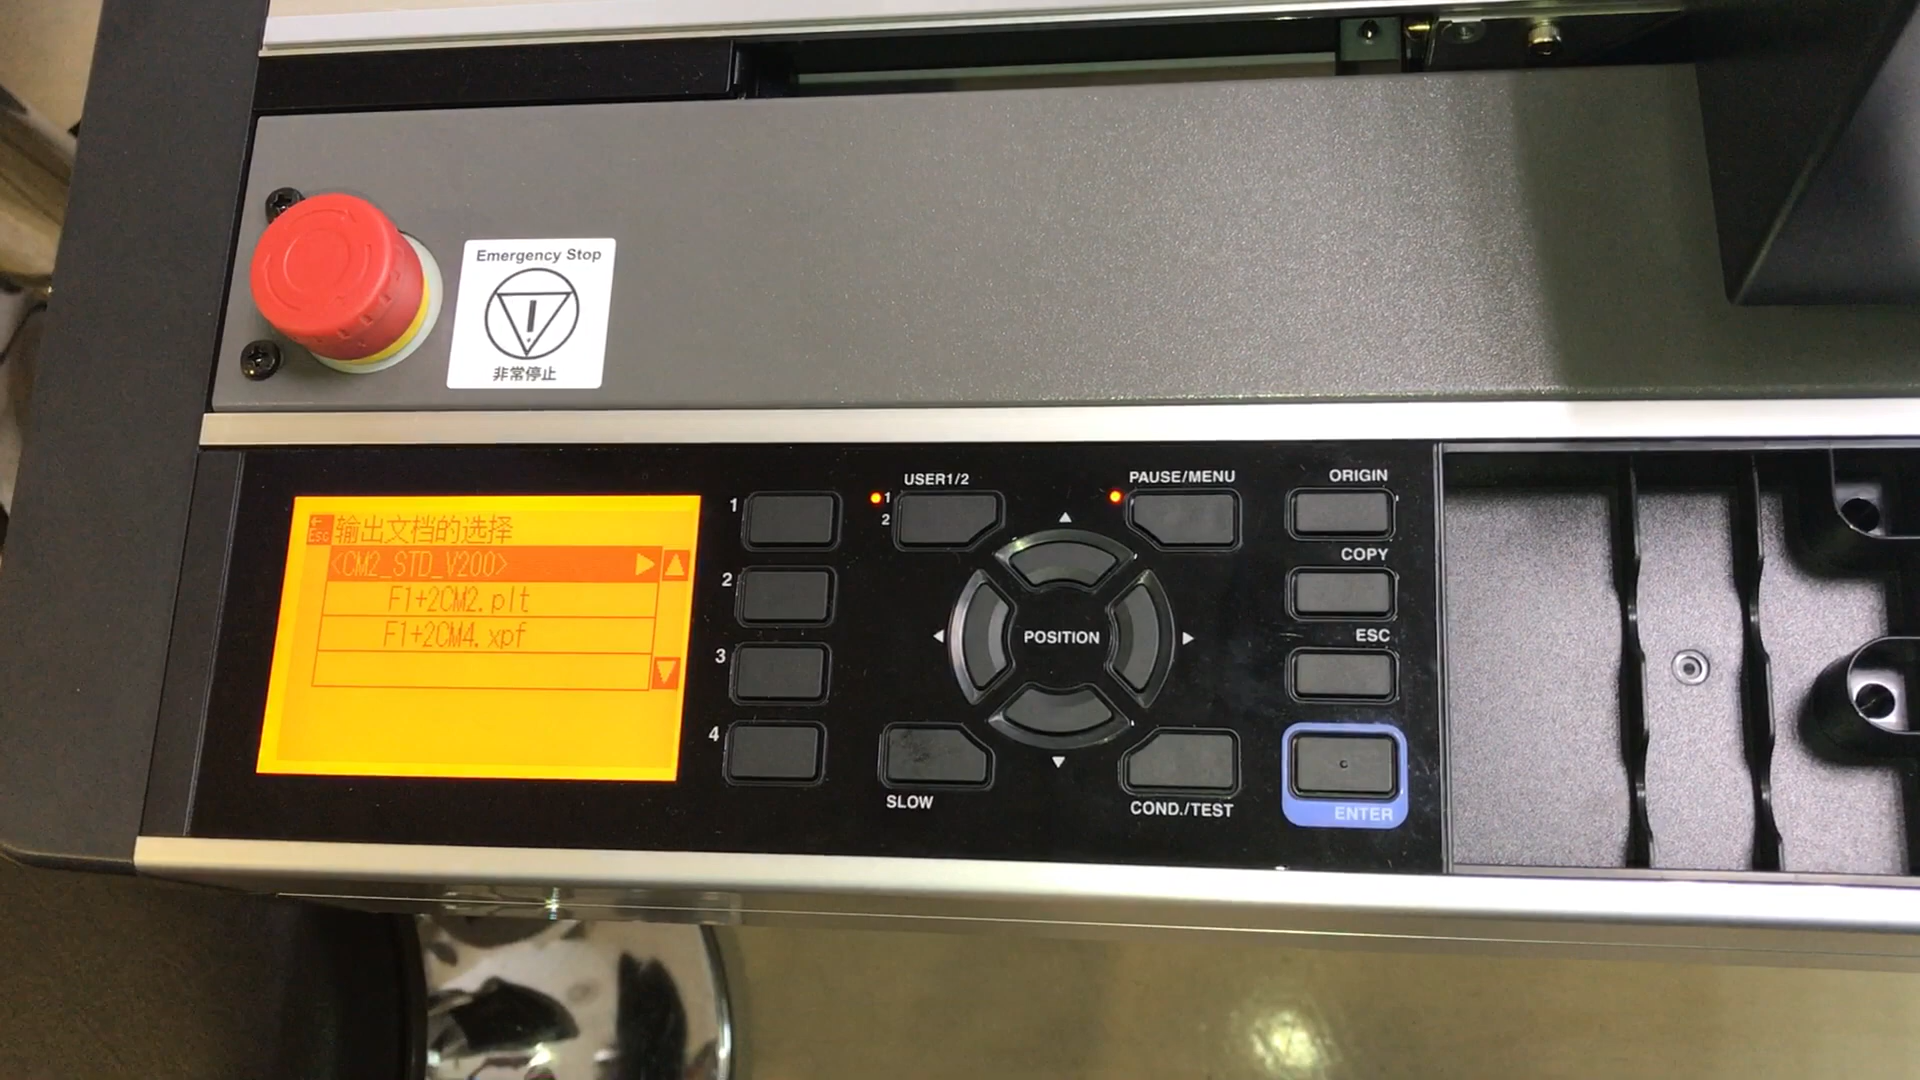 Emergency Stop
非常停止
ESC
输出文档的选择
<CM2_STD_V200>
F1+2CM2.plt
F1+2CM4.xpf
1
2
3
4
USER1/2
1
2
PAUSE/MENU
ORIGIN
COPY
ESC
POSITION
SLOW
COND./TEST
ENTER